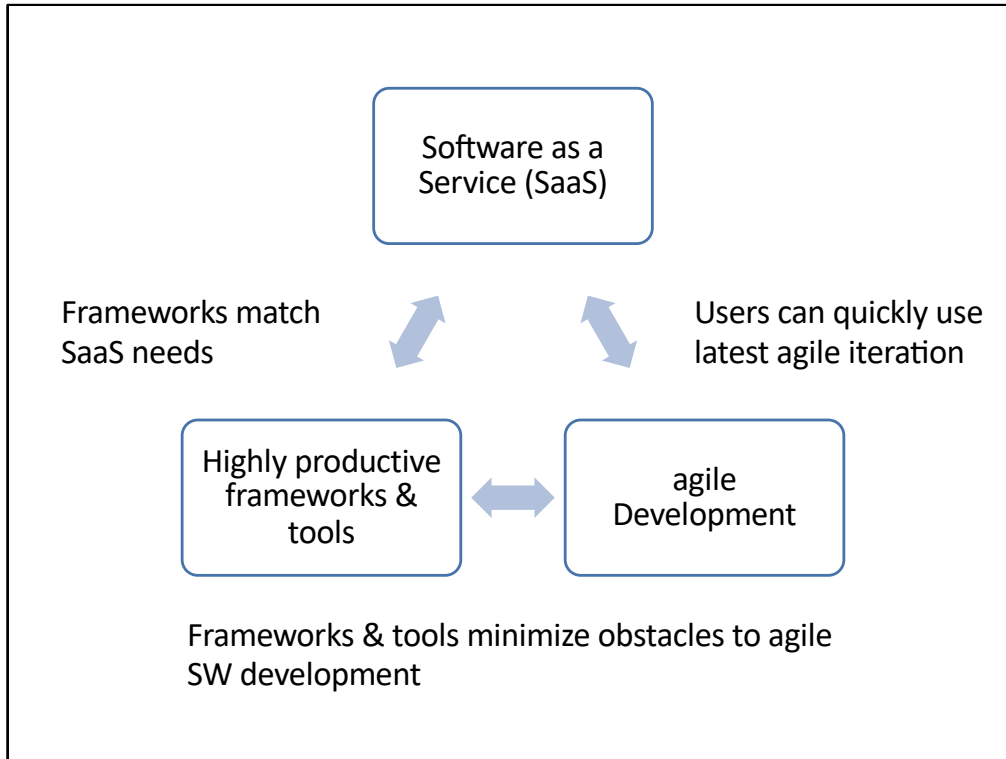 Software as a
Service (SaaS)
Frameworks match
SaaS needs
Users can quickly use
latest agile iteration
Highly productive
frameworks &
tools
agile
Development
Frameworks & tools minimize obstacles to agile
SW development